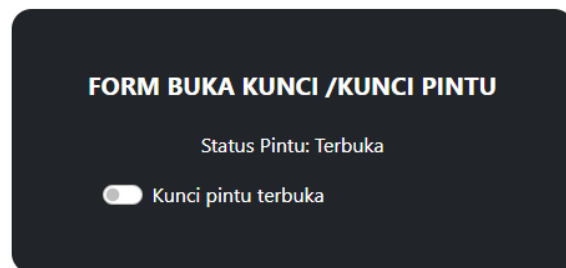 FORM BUKA KUNCI /KUNCI PINTU
Status Pintu: Terbuka
Kunci pintu terbuka